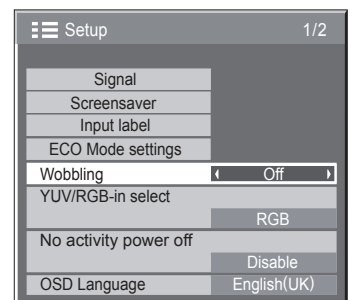 Setup 1/2
Signal
Screensaver
Input label
ECO Mode settings
Wobbling Off
YUV/RGB-in select
RGB
No activity power off
Disable
OSD Language English(UK)